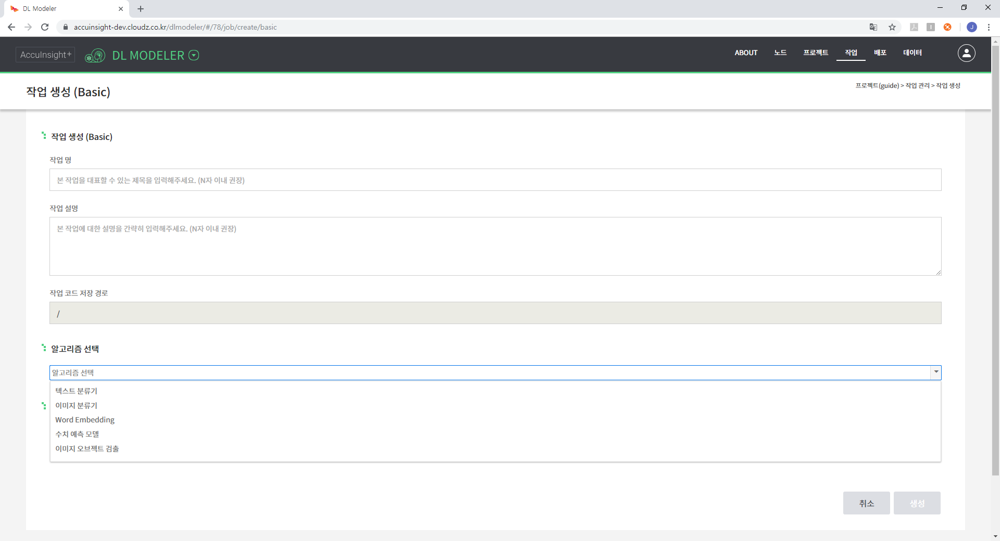 DL Modeler
accuinsight-dev.cloudz.co.kr/dlmodeler/#/78/job/create/basic
J
AccuInsight+
DL MODELER
ABOUT
노드
프로젝트
작업
배포
데이터
작업 생성 (Basic)
프로젝트(guide) > 작업 관리 > 작업 생성
작업 생성 (Basic)
작업 명
본 작업을 대표할 수 있는 제목을 입력해주세요. (N자 이내 권장)
작업 설명
본 작업에 대한 설명을 간략히 입력해주세요. (N자 이내 권장)
작업 코드 저장 경로
/
알고리즘 선택
알고리즘 선택
텍스트 분류기
이미지 분류기
Word Embedding
수치 예측 모델
이미지 오브젝트 검출
취소
생성